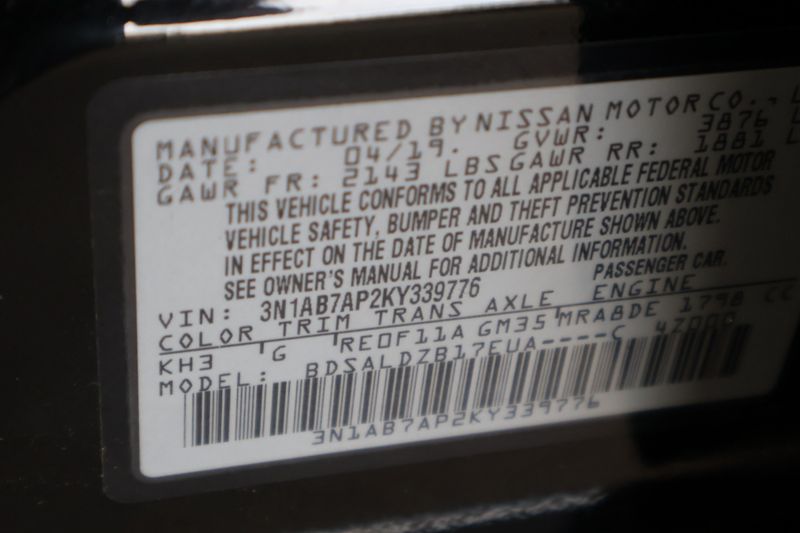 MANUFACTURED BY NISSAN MOTOR CO.,
DATE: 04/19. GVWR: 3876
GAWR FR: 2143 LBS GAWR RR: 1881
THIS VEHICLE CONFORMS TO ALL APPLICABLE FEDERAL MOTOR
VEHICLE SAFETY, BUMPER AND THEFT PREVENTION STANDARDS
IN EFFECT ON THE DATE OF MANUFACTURE SHOWN ABOVE.
SEE OWNER'S MANUAL FOR ADDITIONAL INFORMATION.
VIN: 3N1AB7AP2KY339776 PASSENGER CAR.
COLOR TRIM TRANS AXLE ENGINE
KH3 G RE0F11A GM35 MRA8DE 1798 CC
MODEL: BDSALDZB17EUA----C
3N1AB7AP2KY339776